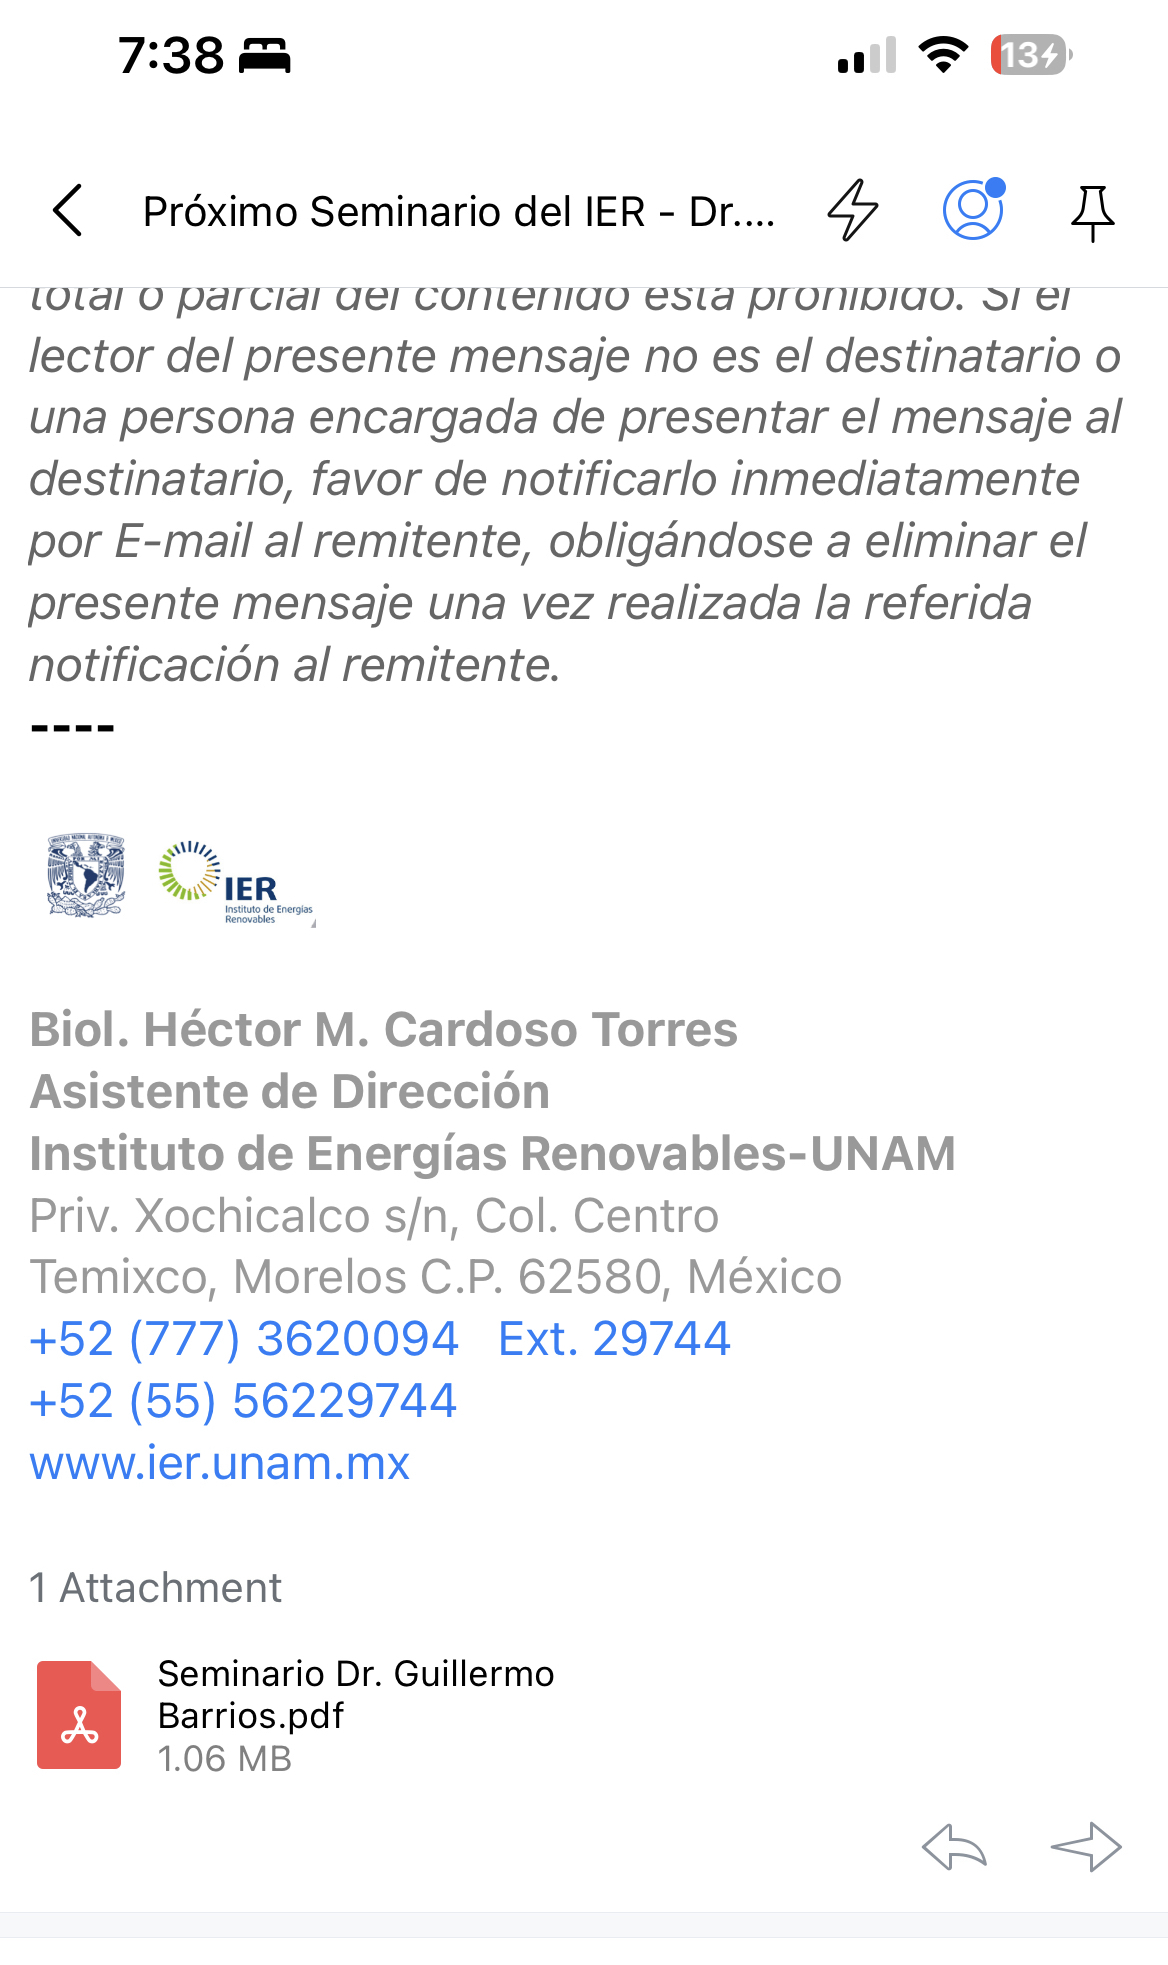 7:38
13
Próximo Seminario del IER - Dr....
total o parcial del contenido está prohibido. Si el
lector del presente mensaje no es el destinatario o
una persona encargada de presentar el mensaje al
destinatario, favor de notificarlo inmediatamente
por E-mail al remitente, obligándose a eliminar el
presente mensaje una vez realizada la referida
notificación al remitente.
----
IER
Instituto de Energías
Renovables
Biol. Héctor M. Cardoso Torres
Asistente de Dirección
Instituto de Energías Renovables-UNAM
Priv. Xochicalco s/n, Col. Centro
Temixco, Morelos C.P. 62580, México
+52 (777) 3620094   Ext. 29744
+52 (55) 56229744
www.ier.unam.mx
1 Attachment
Seminario Dr. Guillermo
Barrios.pdf
1.06 MB